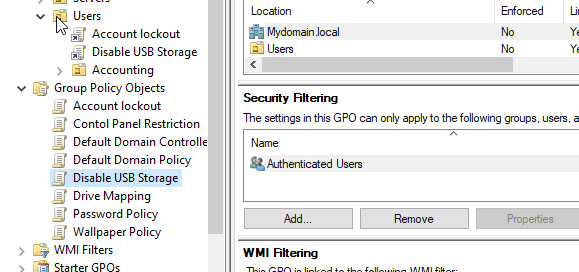 Servers
Users
Account lockout
Disable USB Storage
Accounting
Group Policy Objects
Account lockout
Contol Panel Restriction
Default Domain Controlle
Default Domain Policy
Disable USB Storage
Drive Mapping
Password Policy
Wallpaper Policy
WMI Filters
Starter GPOs
Location Enforced Lin
Mydomain.local No Ye
Users No Ye
Security Filtering
The settings in this GPO can only apply to the following groups, users, a
Name
Authenticated Users
Add... Remove Properties
WMI Filtering
This GPO is linked to the following WMI filter: